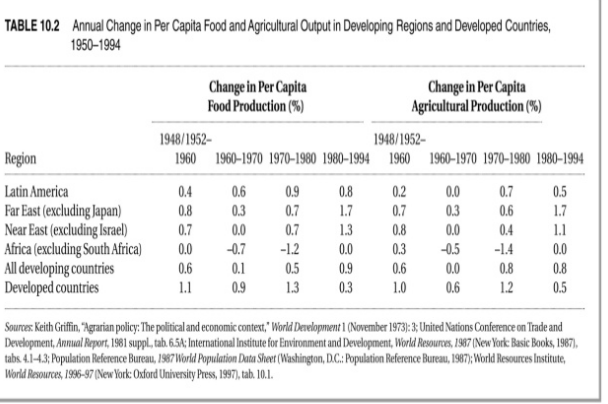 TABLE 10.2 Annual Change in Per Capita Food and Agricultural Output in Developing Regions and Developed Countries,
1950–1994
Change in Per Capita Change in Per Capita
Food Production (%) Agricultural Production (%)
1948/1952– 1948/1952–
Region 1960 1960–1970 1970–1980 1980–1994 1960 1960–1970 1970–1980 1980–1994
Latin America 0.4 0.6 0.9 0.8 0.2 0.0 0.7 0.5
Far East (excluding Japan) 0.8 0.3 0.7 1.7 0.7 0.3 0.6 1.7
Near East (excluding Israel) 0.7 0.0 0.7 1.3 0.8 0.0 0.4 1.1
Africa (excluding South Africa) 0.0 –0.7 –1.2 0.0 0.3 –0.5 –1.4 0.0
All developing countries 0.6 0.1 0.5 0.9 0.6 0.0 0.8 0.8
Developed countries 1.1 0.9 1.3 0.3 1.0 0.6 1.2 0.5
Sources: Keith Griffin, "Agrarian policy: The political and economic context," World Development 1 (November 1973): 3; United Nations Conference on Trade and
Development, Annual Report, 1981 suppl., tab. 6.5A; International Institute for Environment and Development, World Resources, 1987 (New York: Basic Books, 1987),
tabs. 4.1–4.3; Population Reference Bureau, 1987 World Population Data Sheet (Washington, D.C.: Population Reference Bureau, 1987); World Resources Institute,
World Resources, 1996–97 (New York: Oxford University Press, 1997), tab. 10.1.